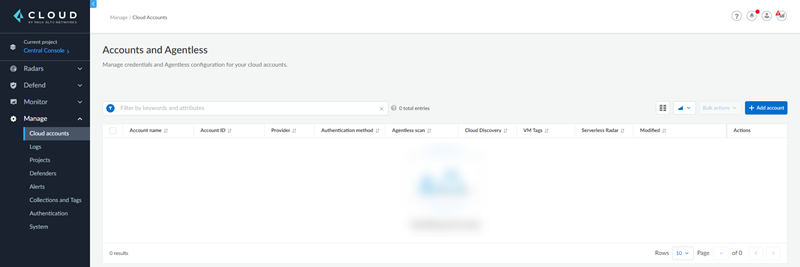 CLOUD
BY PALO ALTO NETWORKS
Current project
Central Console
Radars
Defend
Monitor
Manage
Cloud accounts
Logs
Projects
Defenders
Alerts
Collections and Tags
Authentication
System
Manage / Cloud Accounts
Accounts and Agentless
Manage credentials and Agentless configuration for your cloud accounts.
Filter by keywords and attributes
0 total entries
Bulk actions
+ Add account
Account name Account ID Provider Authentication method Agentless scan Cloud Discovery VM Tags Serverless Radar Modified Actions
0 results
Rows 10 Page of 0